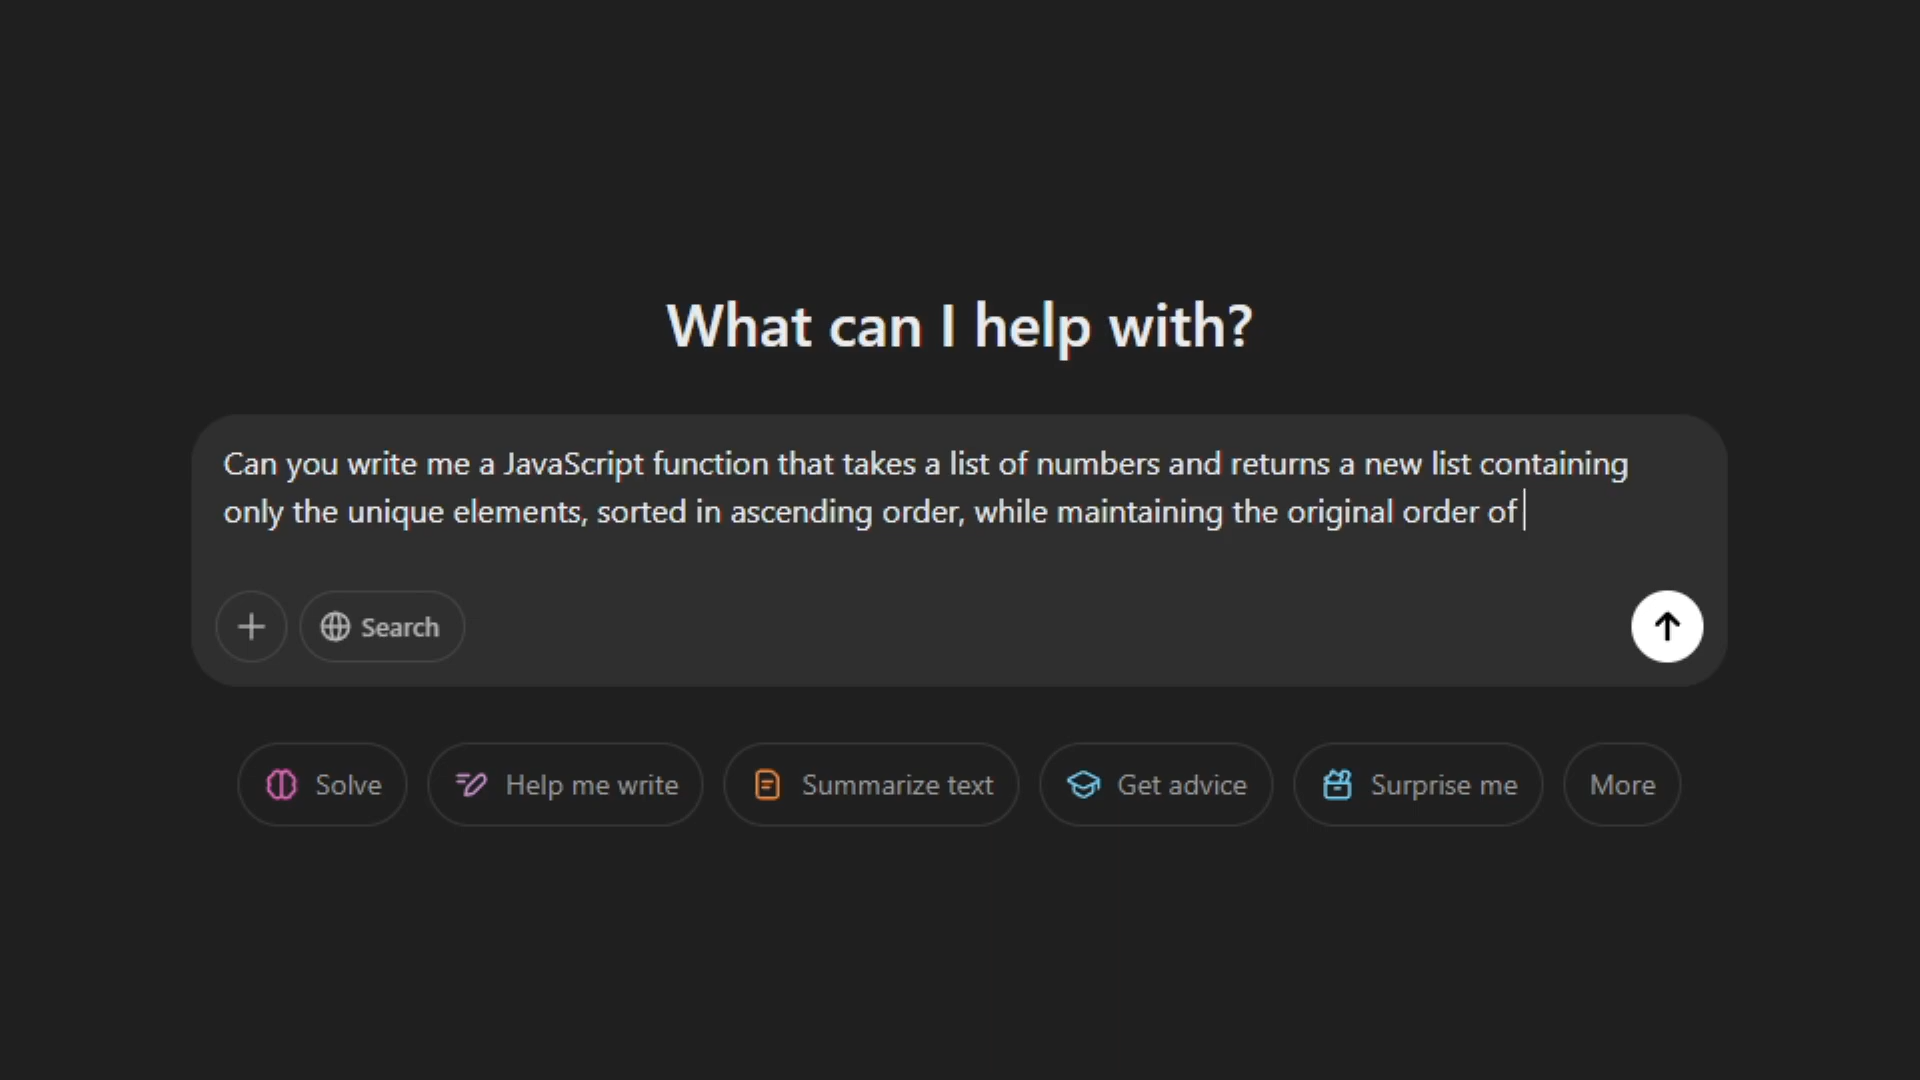 What can I help with?
Can you write me a JavaScript function that takes a list of numbers and returns a new list containing
only the unique elements, sorted in ascending order, while maintaining the original order of
Search
Solve
Help me write
Summarize text
Get advice
Surprise me
More